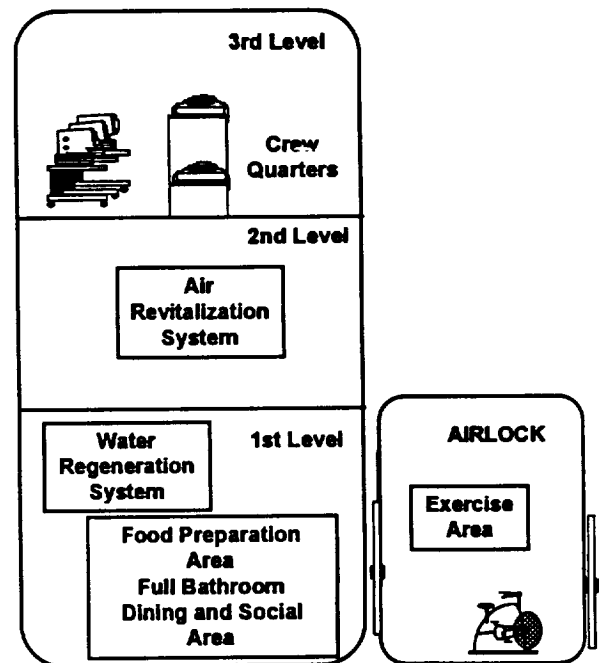 3rd Level
Crew
Quarters
2nd Level
Air
Revitalization
System
1st Level
Water
Regeneration
System
Food Preparation
Area
Full Bathroom
Dining and Social
Area
AIRLOCK
Exercise
Area